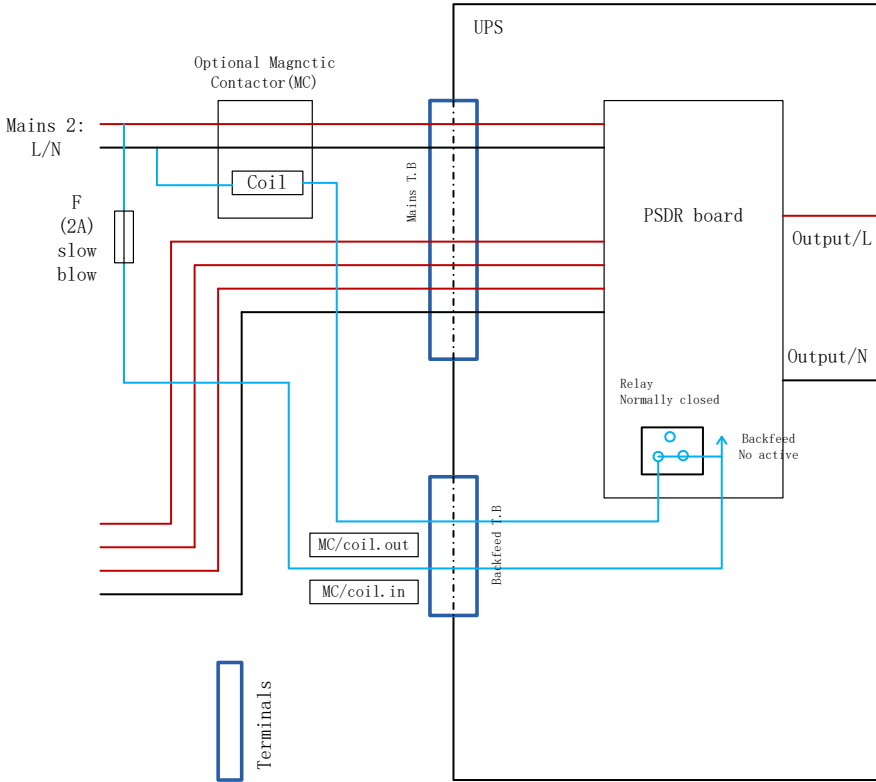 UPS
Optional Magnctic
Contactor(MC)
Mains 2:
L/N
Coil
Mains T.B
F
(2A)
slow
blow
PSDR board
Output/L
Output/N
Relay
Normally closed
Backfeed
No active
MC/coil.out
Backfeed T.B
MC/coil.in
Terminals